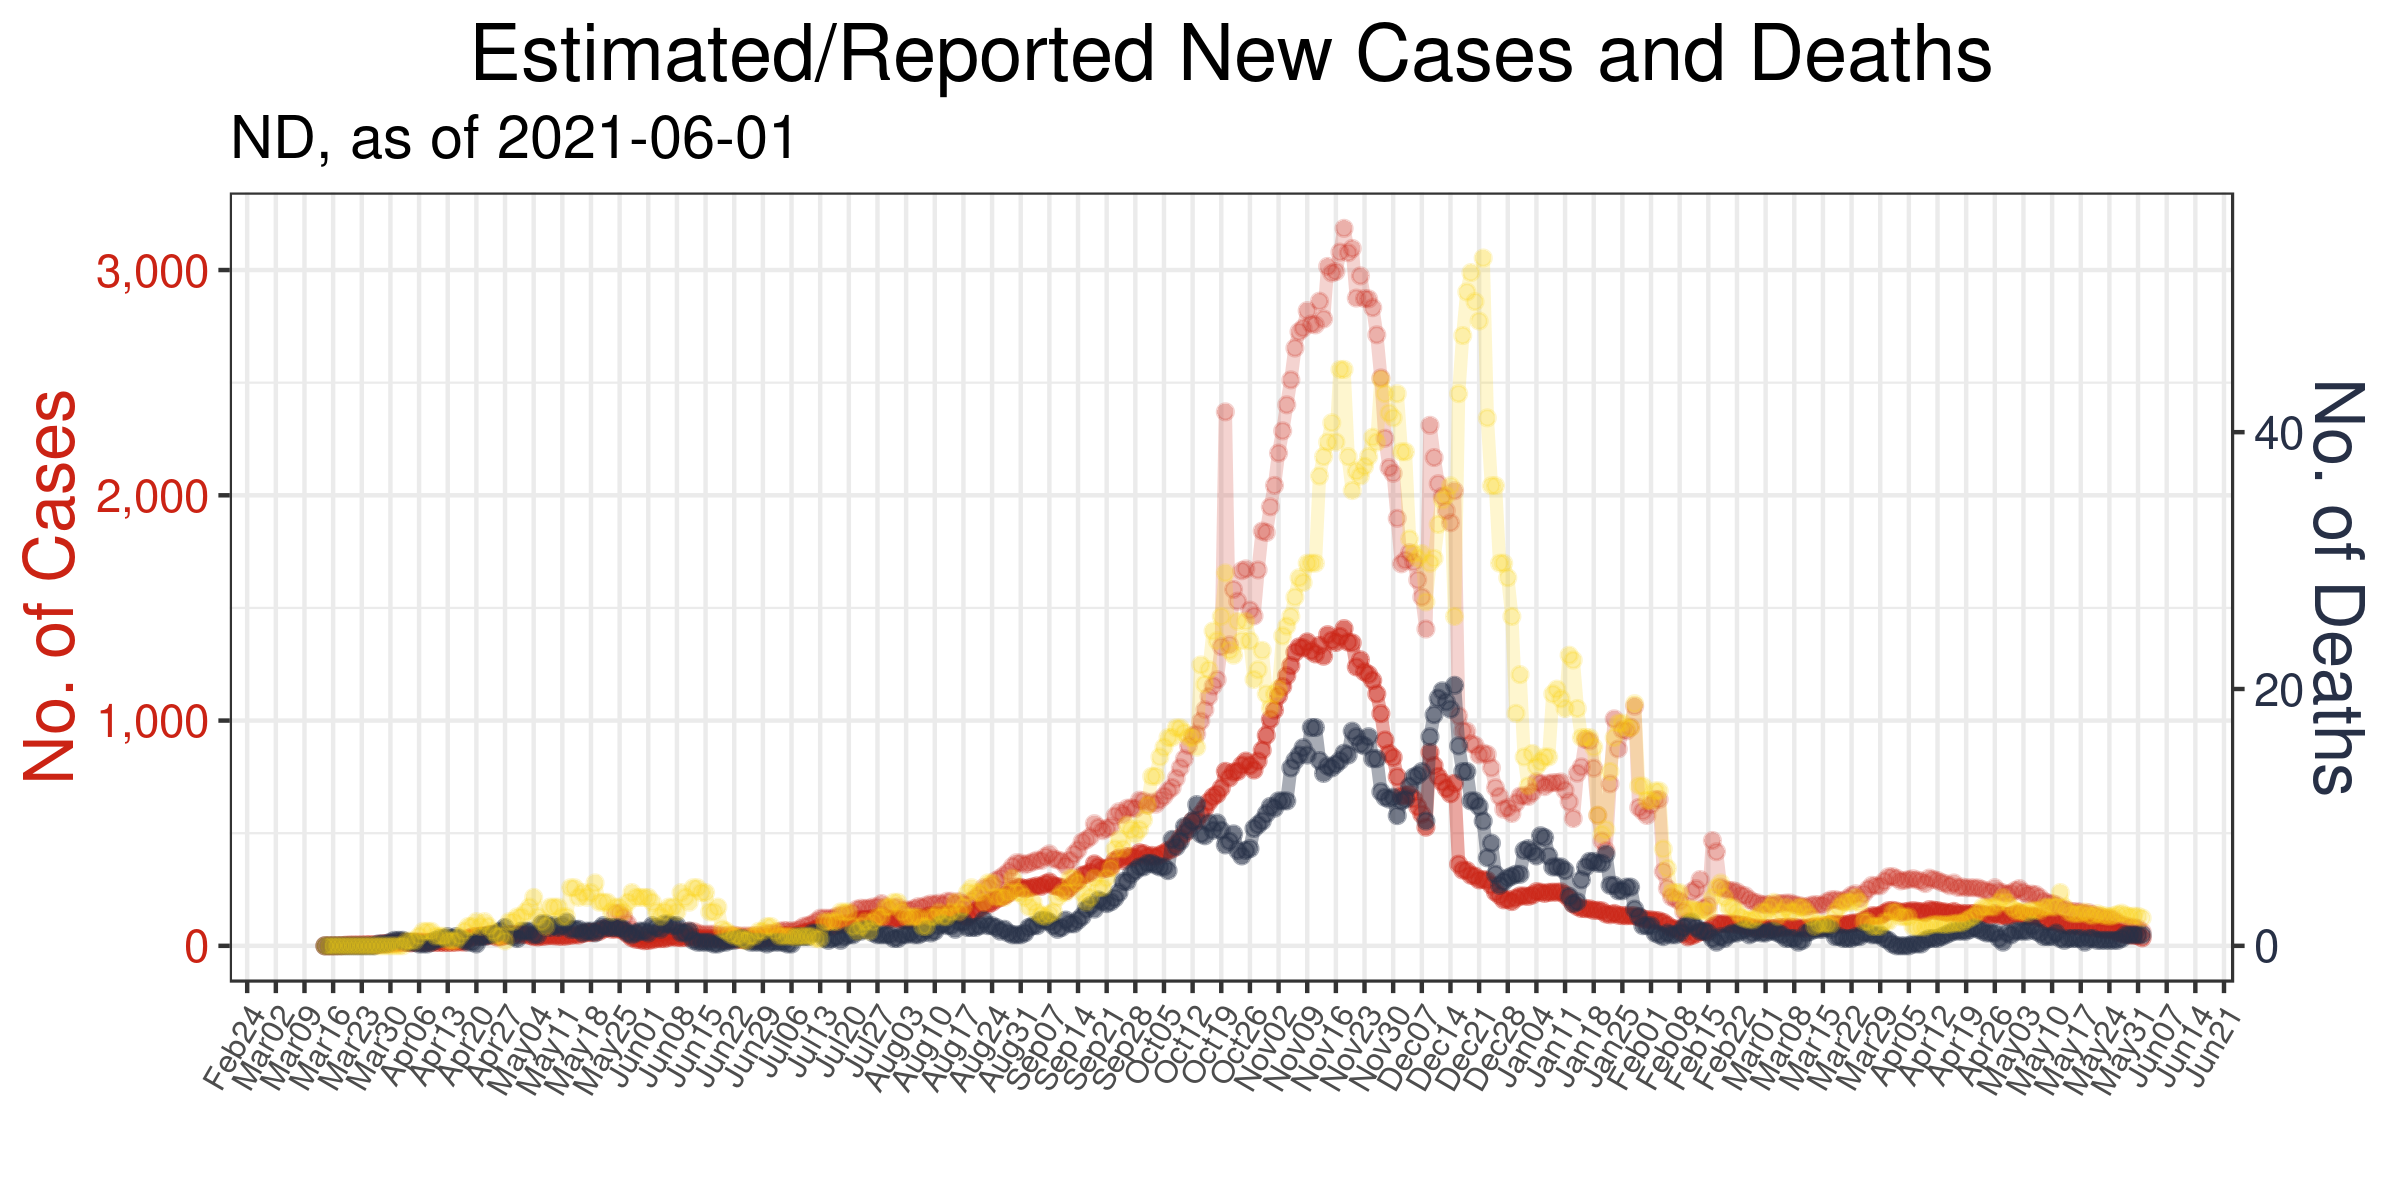 Estimated/Reported New Cases and Deaths
ND, as of 2021-06-01
No. of Cases
3,000
2,000
1,000
0
No. of Deaths
40
20
0
Feb24 Mar02 Mar09 Mar16 Mar23 Mar30 Apr06 Apr13 Apr20 Apr27 May04 May11 May18 May25 Jun01 Jun08 Jun15 Jun22 Jun29 Jul06 Jul13 Jul20 Jul27 Aug03 Aug10 Aug17 Aug24 Aug31 Sep07 Sep14 Sep21 Sep28 Oct05 Oct12 Oct19 Oct26 Nov02 Nov09 Nov16 Nov23 Nov30 Dec07 Dec14 Dec21 Dec28 Jan04 Jan11 Jan18 Jan25 Feb01 Feb08 Feb15 Feb22 Mar01 Mar08 Mar15 Mar22 Mar29 Apr05 Apr12 Apr19 Apr26 May03 May10 May17 May24 May31 Jun07 Jun14 Jun21